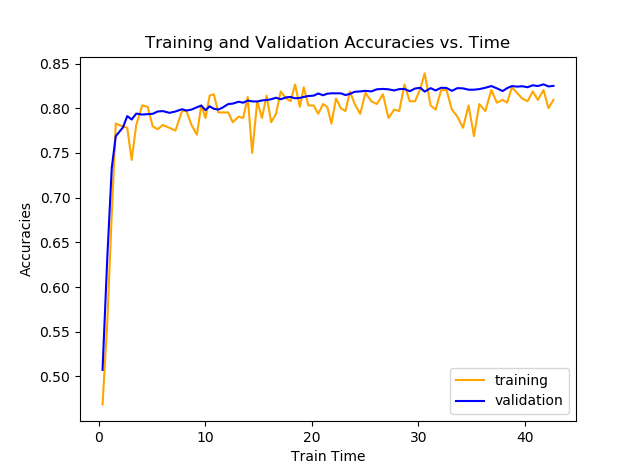 Training and Validation Accuracies vs. Time
0.85
0.80
0.75
0.70
0.65
0.60
0.55
0.50
Accuracies
0
10
20
30
40
Train Time
training
validation